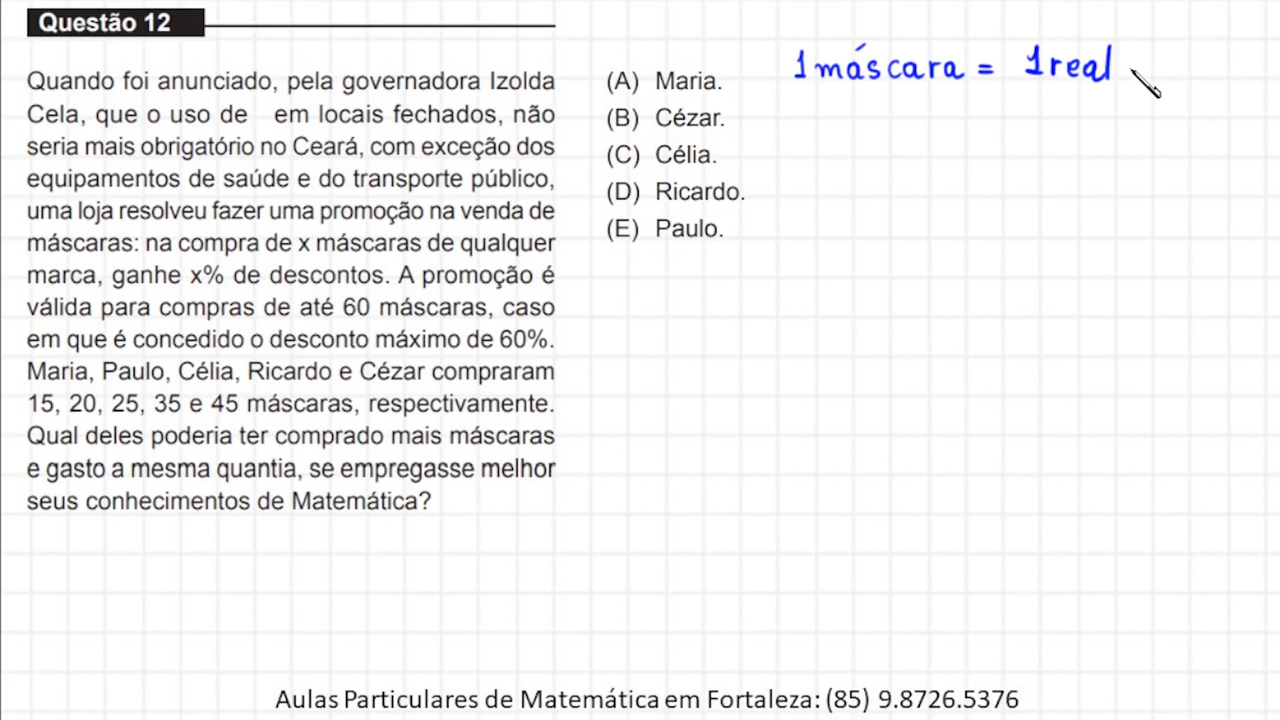 Questão 12
Quando foi anunciado, pela governadora Izolda
Cela, que o uso de em locais fechados, não
seria mais obrigatório no Ceará, com exceção dos
equipamentos de saúde e do transporte público,
uma loja resolveu fazer uma promoção na venda de
máscaras: na compra de x máscaras de qualquer
marca, ganhe x% de descontos. A promoção é
válida para compras de até 60 máscaras, caso
em que é concedido o desconto máximo de 60%.
Maria, Paulo, Célia, Ricardo e Cézar compraram
15, 20, 25, 35 e 45 máscaras, respectivamente.
Qual deles poderia ter comprado mais máscaras
e gasto a mesma quantia, se empregasse melhor
seus conhecimentos de Matemática?
(A) Maria.
(B) Cézar.
(C) Célia.
(D) Ricardo.
(E) Paulo.
1 máscara = 1 real
Aulas Particulares de Matemática em Fortaleza: (85) 9.8726.5376